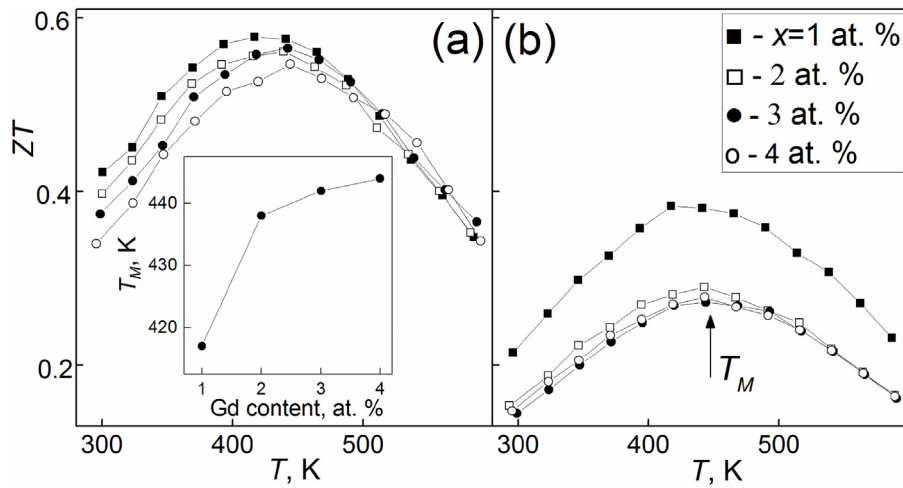 0.6
(a)
(b)
- x=1 at. %
- 2 at. %
- 3 at. %
- 4 at. %
ZT
0.4
0.2
T_M, K
440
430
420
1 2 3 4
Gd content, at. %
T_M
300 400 500
300 400 500
T, K
T, K